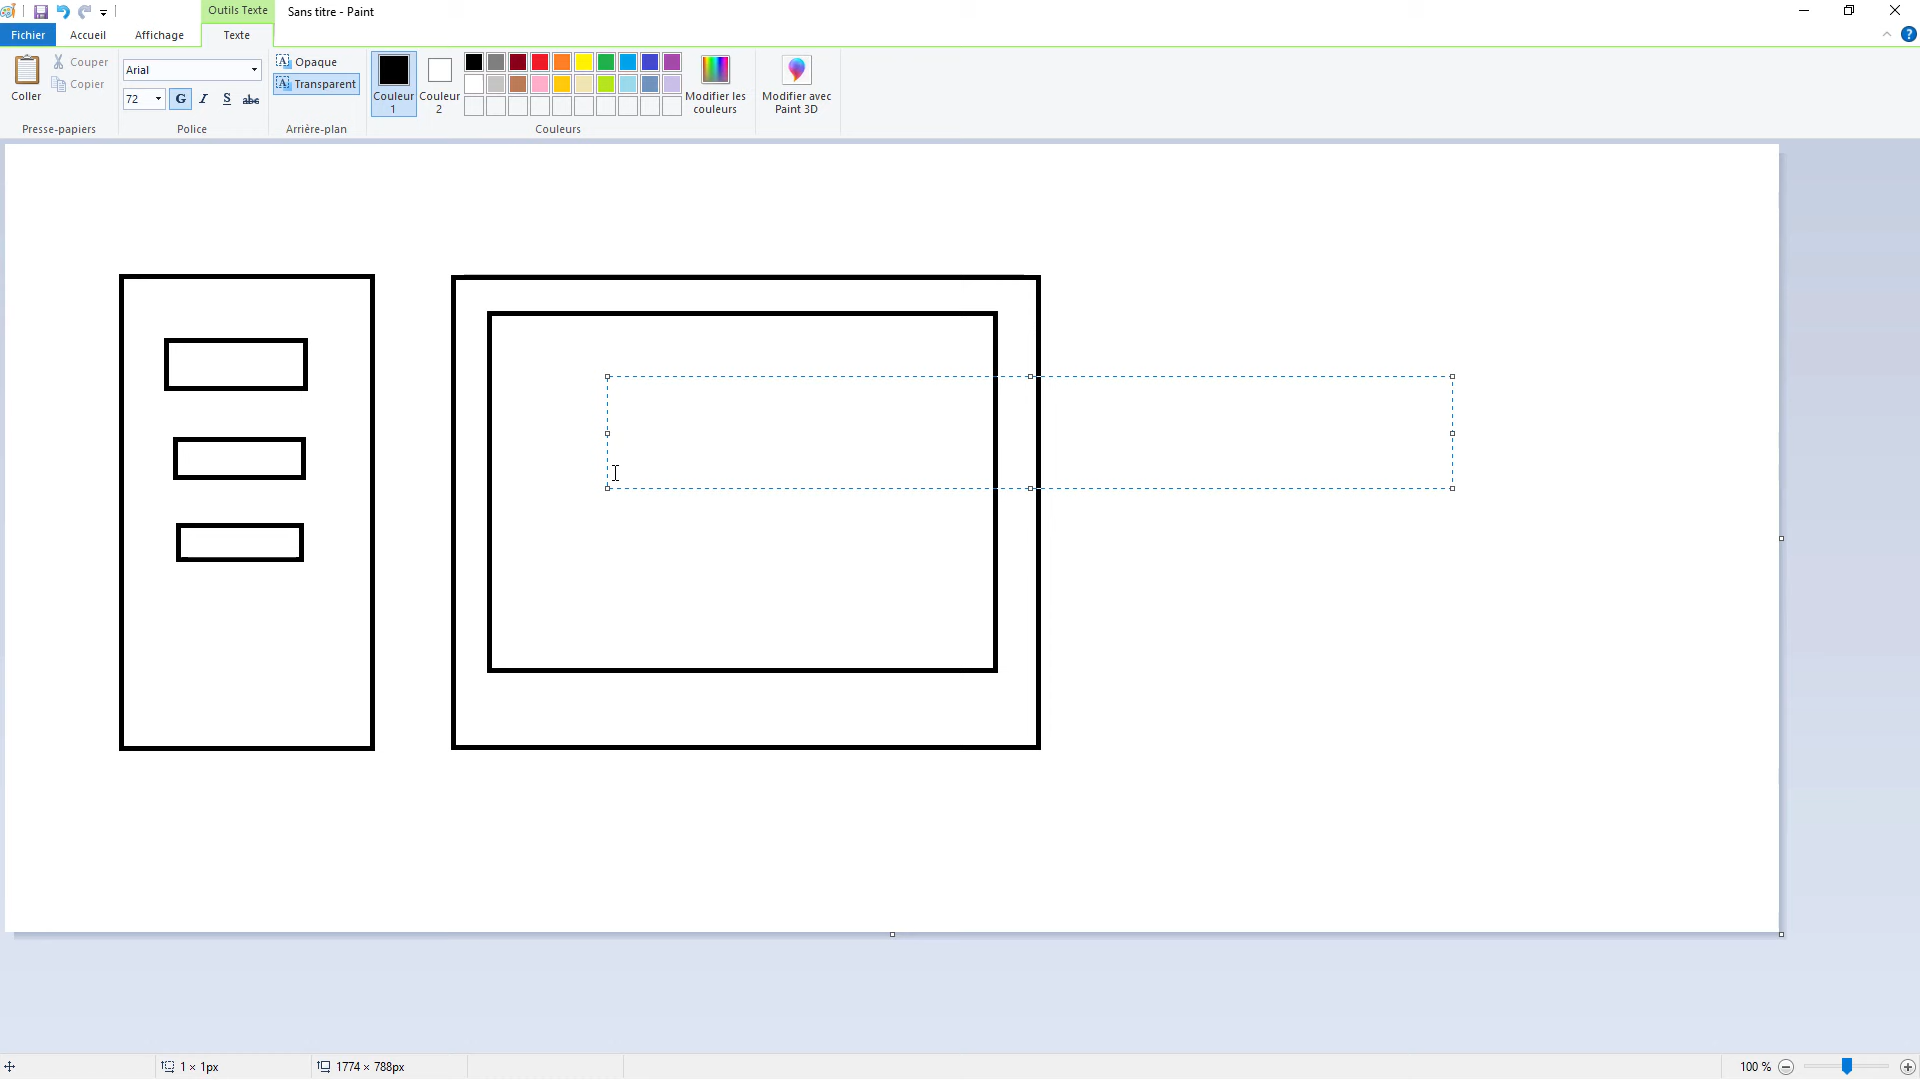 Outils Texte
Sans titre - Paint
Fichier
Accueil
Affichage
Texte
Coller
Couper
Copier
Presse-papiers
Arial
72
G
I
S
abc
Police
Opaque
Transparent
Arrière-plan
Couleur
1
Couleur
2
Modifier les
couleurs
Couleurs
Modifier avec
Paint 3D
1 × 1px
1774 × 788px
100 %